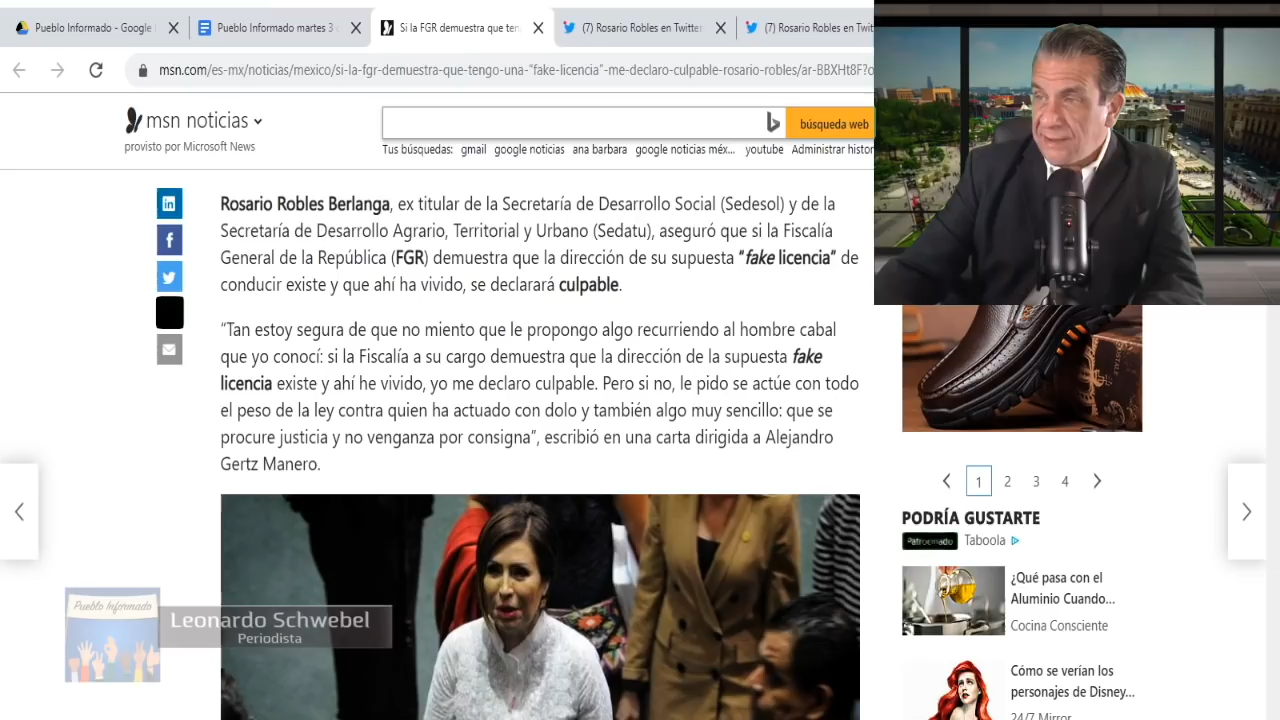 Pueblo Informado - Google
Pueblo Informado martes 3
Si la FGR demuestra que ten
(7) Rosario Robles en Twitter
(7) Rosario Robles en Twit
msn.com/es-mx/noticias/mexico/si-la-fgr-demuestra-que-tengo-una-"fake-licencia"-me-declaro-culpable-rosario-robles/ar-BBXHt8F?o
msn noticias
provisto por Microsoft News
búsqueda web
Tus búsquedas: gmail google noticias ana barbara google noticias méx... youtube Administrar histor
Rosario Robles Berlanga, ex titular de la Secretaría de Desarrollo Social (Sedesol) y de la
Secretaría de Desarrollo Agrario, Territorial y Urbano (Sedatu), aseguró que si la Fiscalía
General de la República (FGR) demuestra que la dirección de su supuesta "fake licencia" de
conducir existe y que ahí ha vivido, se declarará culpable.
"Tan estoy segura de que no miento que le propongo algo recurriendo al hombre cabal
que yo conocí: si la Fiscalía a su cargo demuestra que la dirección de la supuesta fake
licencia existe y ahí he vivido, yo me declaro culpable. Pero si no, le pido se actúe con todo
el peso de la ley contra quien ha actuado con dolo y también algo muy sencillo: que se
procure justicia y no venganza por consigna", escribió en una carta dirigida a Alejandro
Gertz Manero.
1 2 3 4
PODRÍA GUSTARTE
Patrocinado Taboola
¿Qué pasa con el
Aluminio Cuando...
Cocina Consciente
Cómo se verían los
personajes de Disney...
24/7 Mirror
Pueblo Informado
Leonardo Schwebel
Periodista